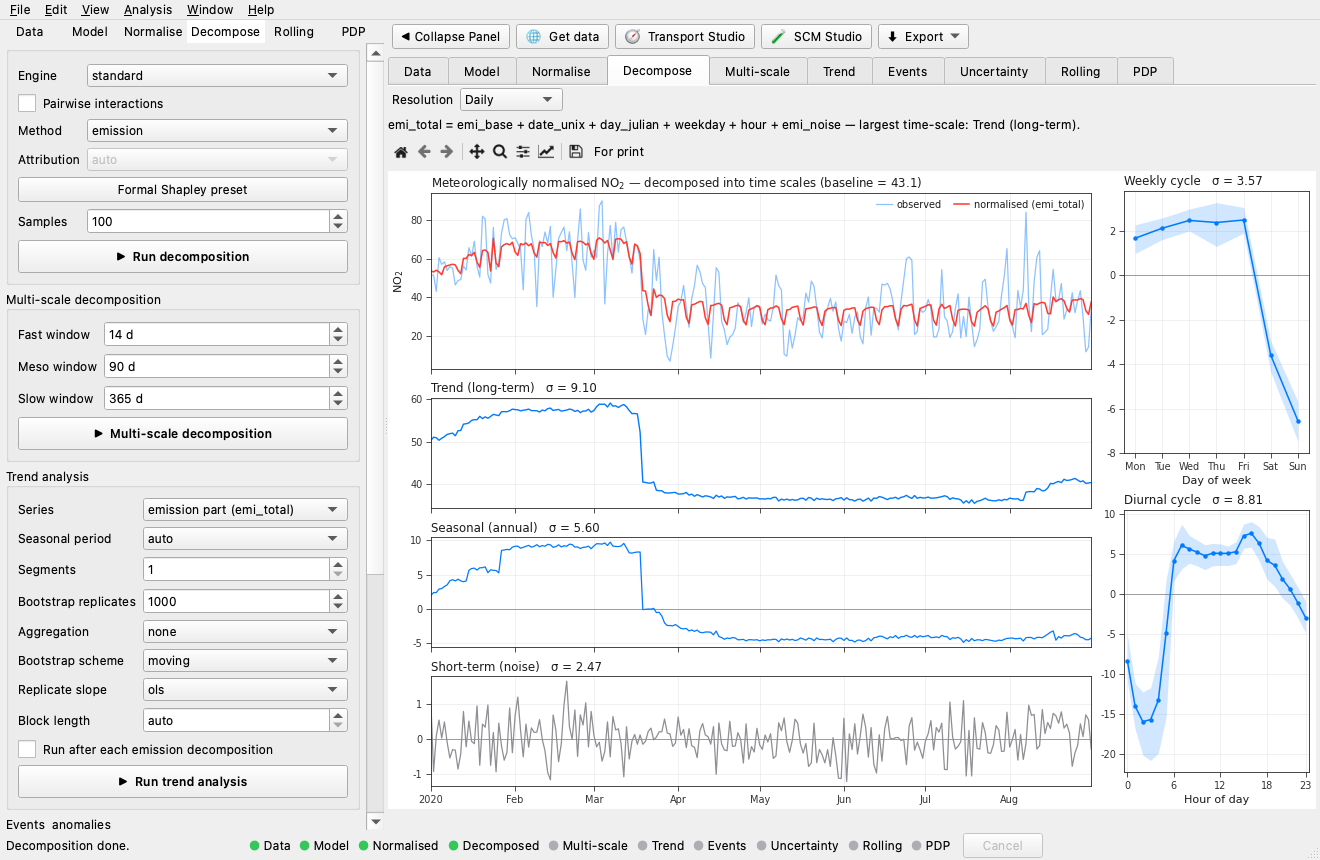 File Edit View Analysis Window Help
Data Model Normalise Decompose Rolling PDP
Collapse Panel Get data Transport Studio SCM Studio Export
Data Model Normalise Decompose Multi-scale Trend Events Uncertainty Rolling PDP
Engine standard
Pairwise interactions
Method emission
Attribution auto
Formal Shapley preset
Samples 100
Run decomposition
Multi-scale decomposition
Fast window 14 d
Meso window 90 d
Slow window 365 d
Multi-scale decomposition
Trend analysis
Series emission part (emi_total)
Seasonal period auto
Segments 1
Bootstrap replicates 1000
Aggregation none
Bootstrap scheme moving
Replicate slope ols
Block length auto
Run after each emission decomposition
Run trend analysis
Events anomalies
Resolution Daily
emi_total = emi_base + date_unix + day_julian + weekday + hour + emi_noise — largest time-scale: Trend (long-term).
For print
Meteorologically normalised NO₂ — decomposed into time scales (baseline = 43.1)
observed normalised (emi_total)
NO₂
80
60
40
20
Trend (long-term) σ = 9.10
60
50
40
Seasonal (annual) σ = 5.60
10
5
0
-5
Short-term (noise) σ = 2.47
1
0
-1
2020 Feb Mar Apr May Jun Jul Aug
Weekly cycle σ = 3.57
2
0
-2
-4
-6
-8
Mon Tue Wed Thu Fri Sat Sun
Day of week
Diurnal cycle σ = 8.81
10
5
0
-5
-10
-15
-20
0 6 12 18 23
Hour of day
Decomposition done. Data Model Normalised Decomposed Multi-scale Trend Events Uncertainty Rolling PDP Cancel